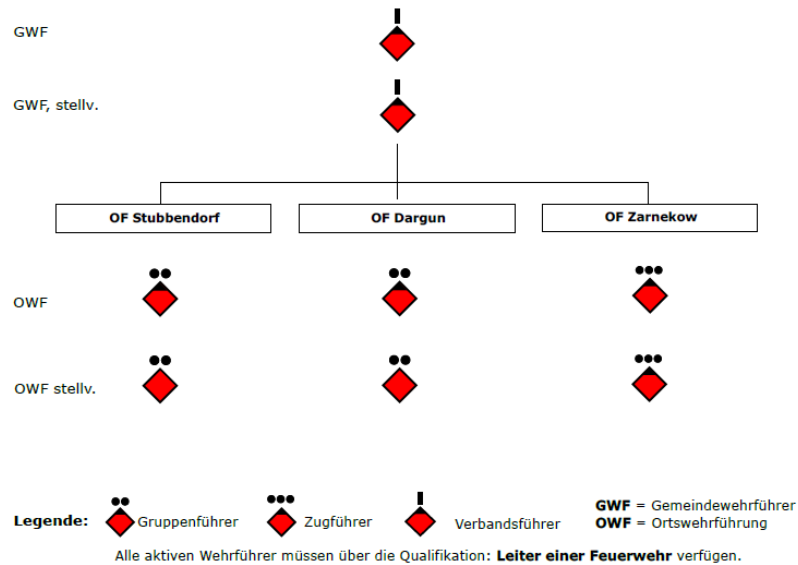 GWF
GWF, stellv.
OF Stubbendorf
OF Dargun
OF Zarnekow
OWF
OWF stellv.
Legende:
Gruppenführer
Zugführer
Verbandsführer
GWF = Gemeindewehrführer
OWF = Ortswehrführung
Alle aktiven Wehrführer müssen über die Qualifikation: Leiter einer Feuerwehr verfügen.